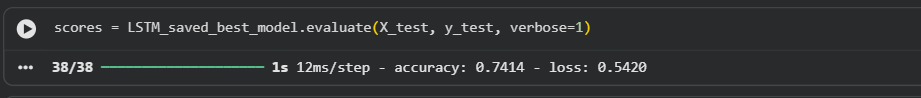 scores = LSTM_saved_best_model.evaluate(X_test, y_test, verbose=1)
38/38 ━━━━━━━━━━━━━━━━━━━━ 1s 12ms/step - accuracy: 0.7414 - loss: 0.5420